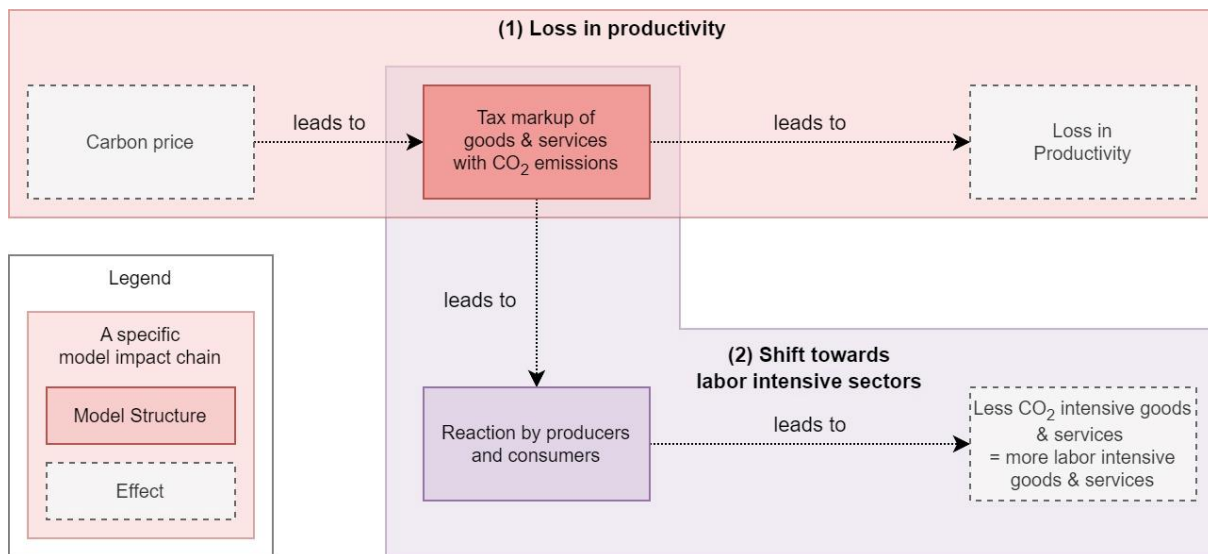 (1) Loss in productivity
Carbon price
leads to
Tax markup of
goods & services
with CO₂ emissions
leads to
Loss in
Productivity
leads to
Legend
A specific
model impact chain
Model Structure
Effect
(2) Shift towards
labor intensive sectors
Reaction by producers
and consumers
leads to
Less CO₂ intensive goods
& services
= more labor intensive
goods & services